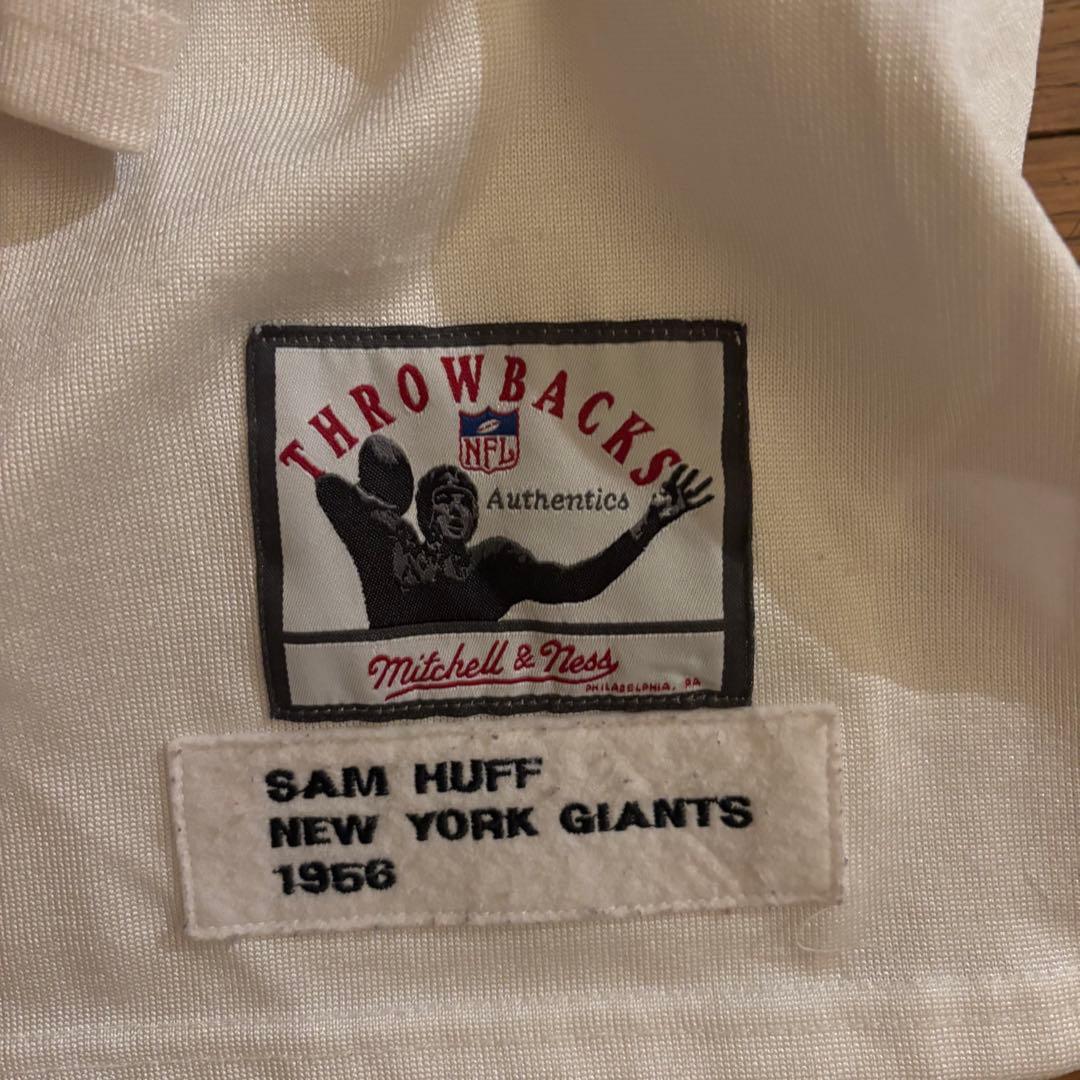 THROWBACKS
NFL
Authentics
Mitchell & Ness
PHILADELPHIA, PA
SAM HUFF
NEW YORK GIANTS
1956